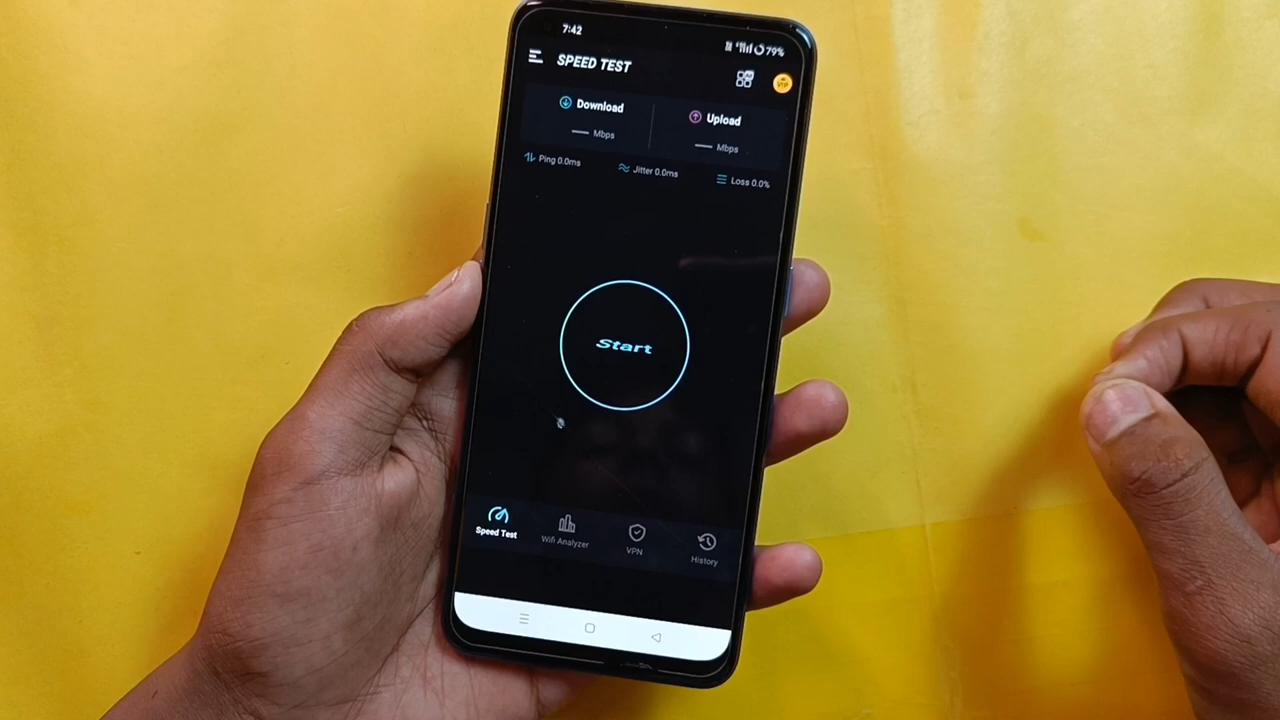 7:42
79%
SPEED TEST
VIP
Download
Upload
Mbps
Mbps
Ping 0.0ms
Jitter 0.0ms
Loss 0.0%
Start
Speed Test
Wifi Analyzer
VPN
History